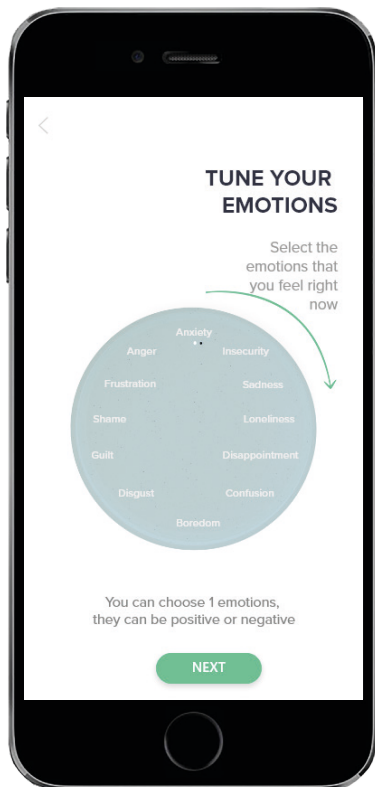 TUNE YOUR
EMOTIONS
Select the
emotions that
you feel right
now
Anxiety
Anger
Insecurity
Frustration
Sadness
Shame
Loneliness
Guilt
Disappointment
Disgust
Confusion
Boredom
You can choose 1 emotions,
they can be positive or negative
NEXT